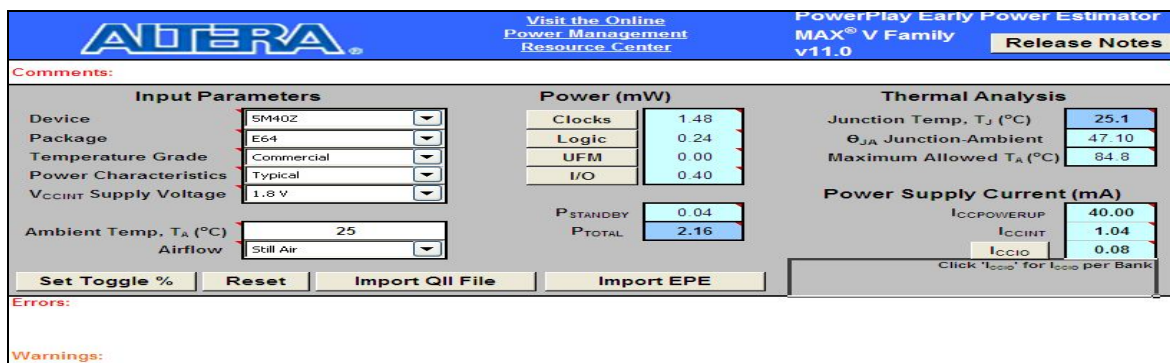 ALTERA®
Visit the Online
Power Management
Resource Center
PowerPlay Early Power Estimator
MAX® V Family
v11.0
Release Notes
Comments:
Input Parameters
Device 5M40Z
Package E64
Temperature Grade Commercial
Power Characteristics Typical
VCCINT Supply Voltage 1.8 V
Ambient Temp, TA (°C) 25
Airflow Still Air
Power (mW)
Clocks 1.48
Logic 0.24
UFM 0.00
I/O 0.40
PSTANDBY 0.04
PTOTAL 2.16
Thermal Analysis
Junction Temp, TJ (°C) 25.1
θJA Junction-Ambient 47.10
Maximum Allowed TA (°C) 84.8
Power Supply Current (mA)
ICCPOWERUP 40.00
ICCINT 1.04
ICCIO 0.08
Click 'ICCIO' for ICCIO per Bank
Set Toggle % Reset Import QII File Import EPE
Errors:
Warnings: